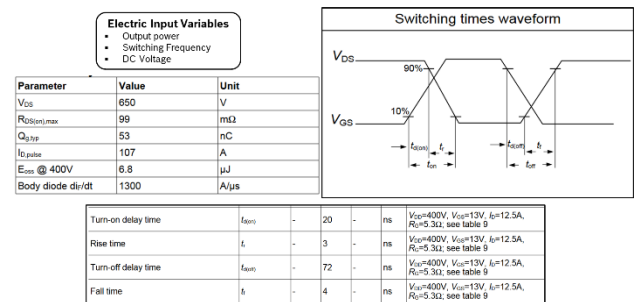 Electric Input Variables
▪ Output power
▪ Switching Frequency
▪ DC Voltage
Parameter Value Unit
VDS 650 V
RDS(on),max 99 mΩ
Qg,typ 53 nC
ID,pulse 107 A
Eoss @ 400V 6.8 µJ
Body diode diF/dt 1300 A/µs
Switching times waveform
VDS
90%
10%
VGS
td(on) tr td(off) tf
ton toff
Turn-on delay time td(on) - 20 - ns VDD=400V, VGS=13V, ID=12.5A,
RG=5.3Ω; see table 9
Rise time tr - 3 - ns VDD=400V, VGS=13V, ID=12.5A,
RG=5.3Ω; see table 9
Turn-off delay time td(off) - 72 - ns VDD=400V, VGS=13V, ID=12.5A,
RG=5.3Ω; see table 9
Fall time tf - 4 - ns VDD=400V, VGS=13V, ID=12.5A,
RG=5.3Ω; see table 9